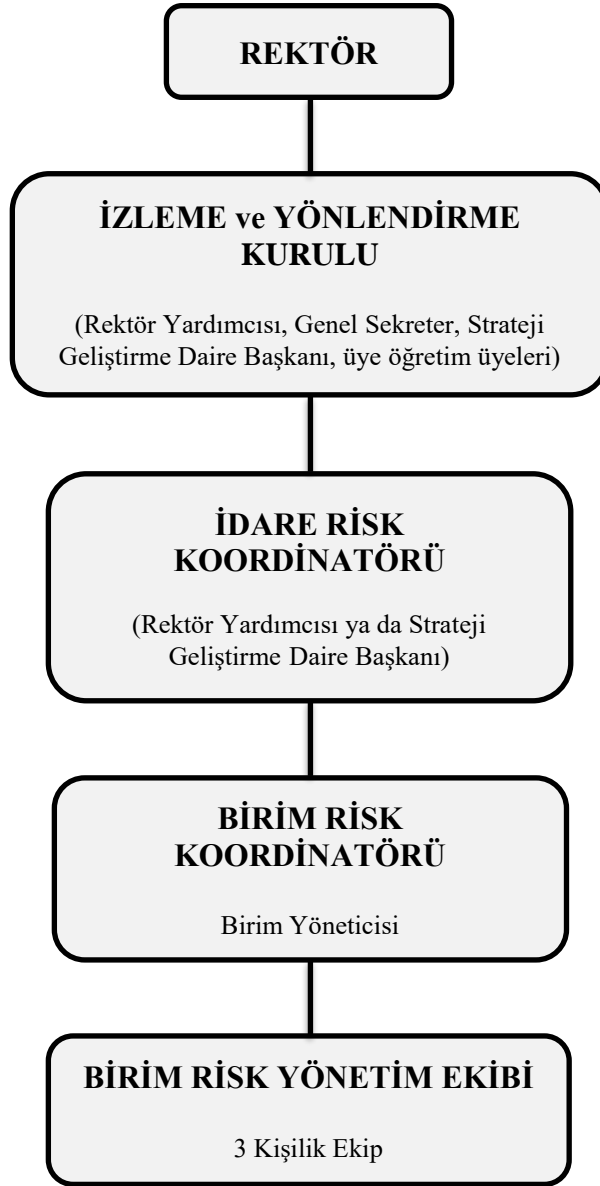 REKTÖR
İZLEME ve YÖNLENDİRME
KURULU
(Rektör Yardımcısı, Genel Sekreter, Strateji
Geliştirme Daire Başkanı, üye öğretim üyeleri)
İDARE RİSK
KOORDİNATÖRÜ
(Rektör Yardımcısı ya da Strateji
Geliştirme Daire Başkanı)
BİRİM RİSK
KOORDİNATÖRÜ
Birim Yöneticisi
BİRİM RİSK YÖNETİM EKİBİ
3 Kişilik Ekip